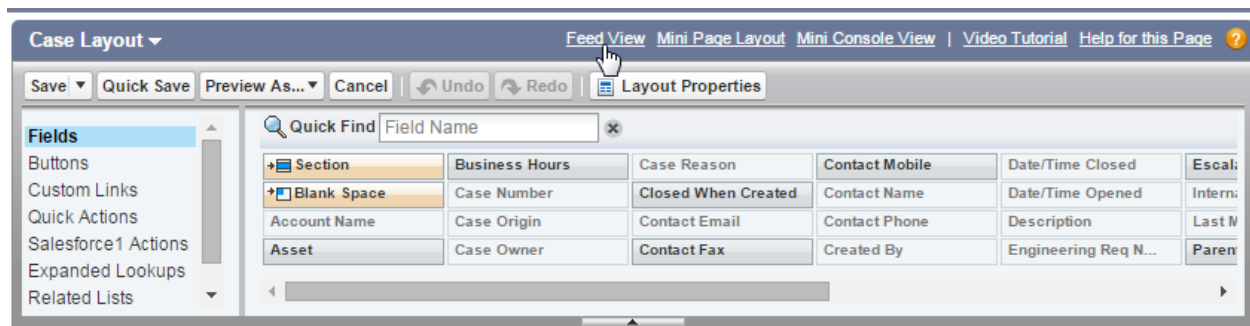 Case Layout Feed View Mini Page Layout Mini Console View | Video Tutorial Help for this Page ?
Save Quick Save Preview As... Cancel Undo Redo Layout Properties
Fields
Buttons
Custom Links
Quick Actions
Salesforce1 Actions
Expanded Lookups
Related Lists
Quick Find Field Name
Section Business Hours Case Reason Contact Mobile Date/Time Closed Escala
Blank Space Case Number Closed When Created Contact Name Date/Time Opened Interna
Account Name Case Origin Contact Email Contact Phone Description Last M
Asset Case Owner Contact Fax Created By Engineering Req N... Paren